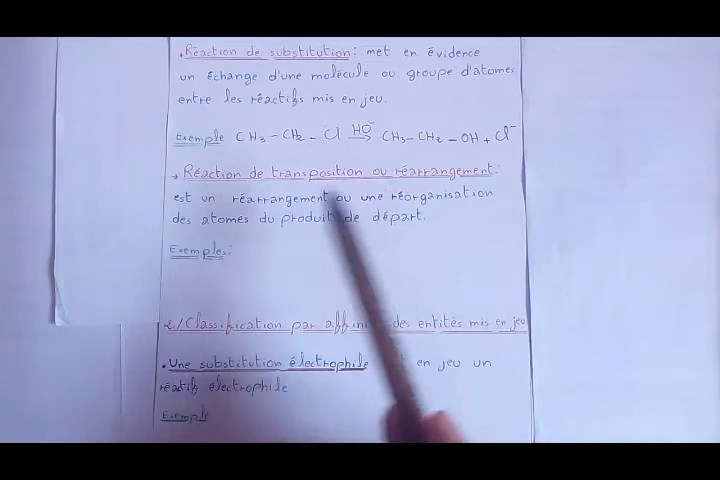 . Réaction de substitution : met en évidence
un échange d'une molécule ou groupe d'atomes
entre les réactifs mis en jeu.
Exemple CH3-CH2-Cl HO⁻→ CH3-CH2-OH + Cl⁻
→ Réaction de transposition ou réarrangement :
est un réarrangement ou une réorganisation
des atomes du produit de départ.
Exemples :
2/Classification par des entités mis en jeu
. Une substitution électrophile en jeu un
réactif électrophile
Exemple